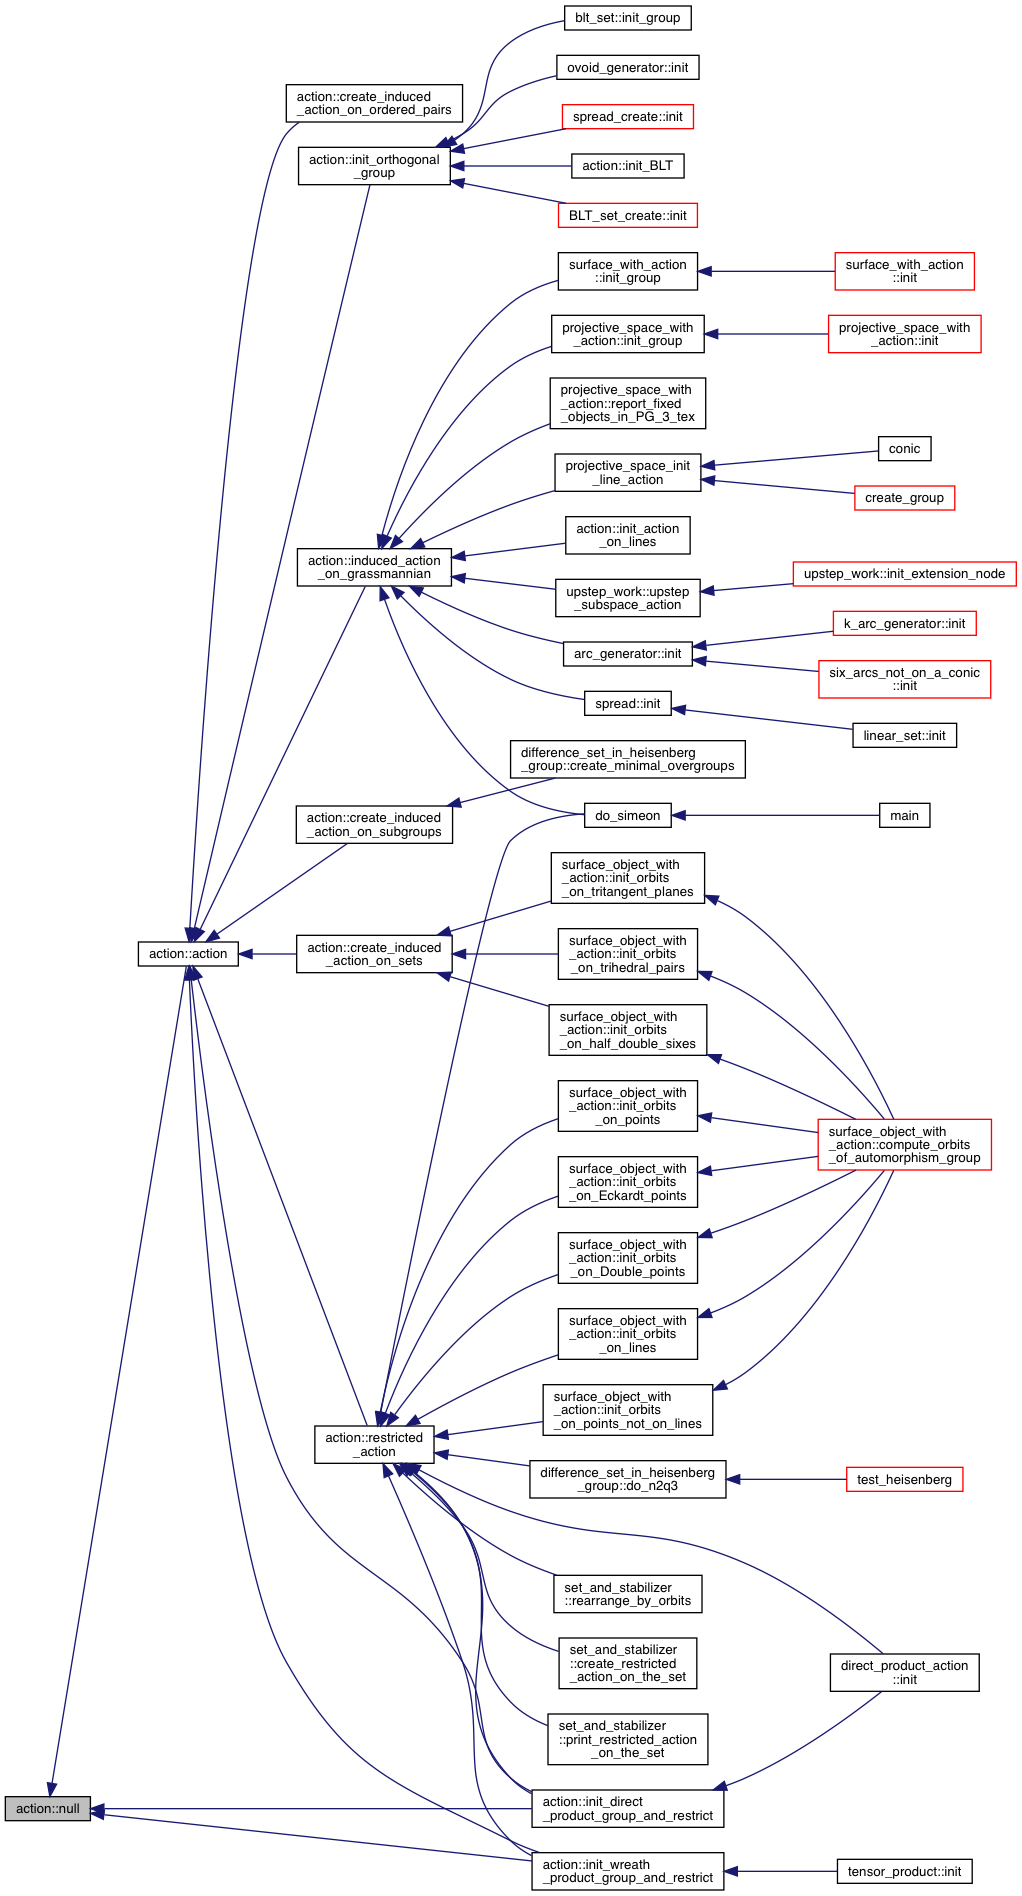 blt_set::init_group
ovoid_generator::init
action::create_induced
_action_on_ordered_pairs
spread_create::init
action::init_orthogonal
_group
action::init_BLT
BLT_set_create::init
surface_with_action
::init_group
surface_with_action
::init
projective_space_with
_action::init_group
projective_space_with
_action::init
projective_space_with
_action::report_fixed
_objects_in_PG_3_tex
conic
projective_space_init
_line_action
create_group
action::init_action
_on_lines
action::induced_action
_on_grassmannian
upstep_work::init_extension_node
upstep_work::upstep
_subspace_action
k_arc_generator::init
arc_generator::init
six_arcs_not_on_a_conic
::init
spread::init
linear_set::init
difference_set_in_heisenberg
_group::create_minimal_overgroups
action::create_induced
_action_on_subgroups
do_simeon
main
surface_object_with
_action::init_orbits
_on_tritangent_planes
action::action
action::create_induced
_action_on_sets
surface_object_with
_action::init_orbits
_on_trihedral_pairs
surface_object_with
_action::init_orbits
_on_half_double_sixes
surface_object_with
_action::init_orbits
_on_points
surface_object_with
_action::compute_orbits
_of_automorphism_group
surface_object_with
_action::init_orbits
_on_Eckardt_points
surface_object_with
_action::init_orbits
_on_Double_points
surface_object_with
_action::init_orbits
_on_lines
surface_object_with
_action::init_orbits
_on_points_not_on_lines
action::restricted
_action
difference_set_in_heisenberg
_group::do_n2q3
test_heisenberg
set_and_stabilizer
::rearrange_by_orbits
set_and_stabilizer
::create_restricted
_action_on_the_set
direct_product_action
::init
set_and_stabilizer
::print_restricted_action
_on_the_set
action::null
action::init_direct
_product_group_and_restrict
action::init_wreath
_product_group_and_restrict
tensor_product::init